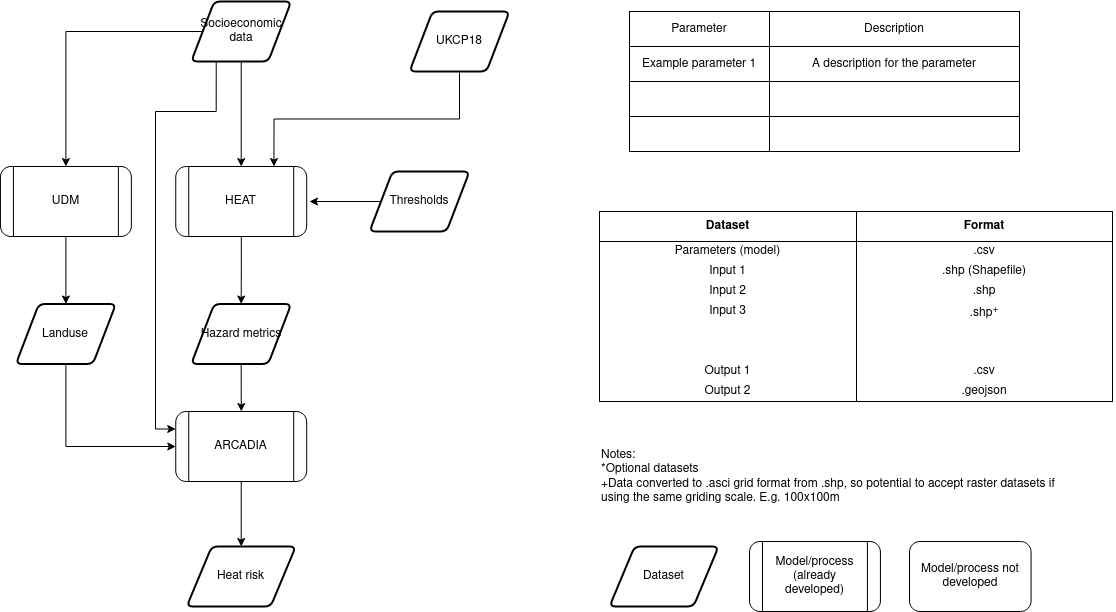 Socioeconomic
data
UKCP18
UDM
HEAT
Thresholds
Landuse
Hazard metrics
ARCADIA
Heat risk
Parameter Description
Example parameter 1 A description for the parameter
Dataset Format
Parameters (model) .csv
Input 1 .shp (Shapefile)
Input 2 .shp
Input 3 .shp⁺
Output 1 .csv
Output 2 .geojson
Notes:
*Optional datasets
+Data converted to .asci grid format from .shp, so potential to accept raster datasets if
using the same griding scale. E.g. 100x100m
Dataset
Model/process
(already
developed)
Model/process not
developed